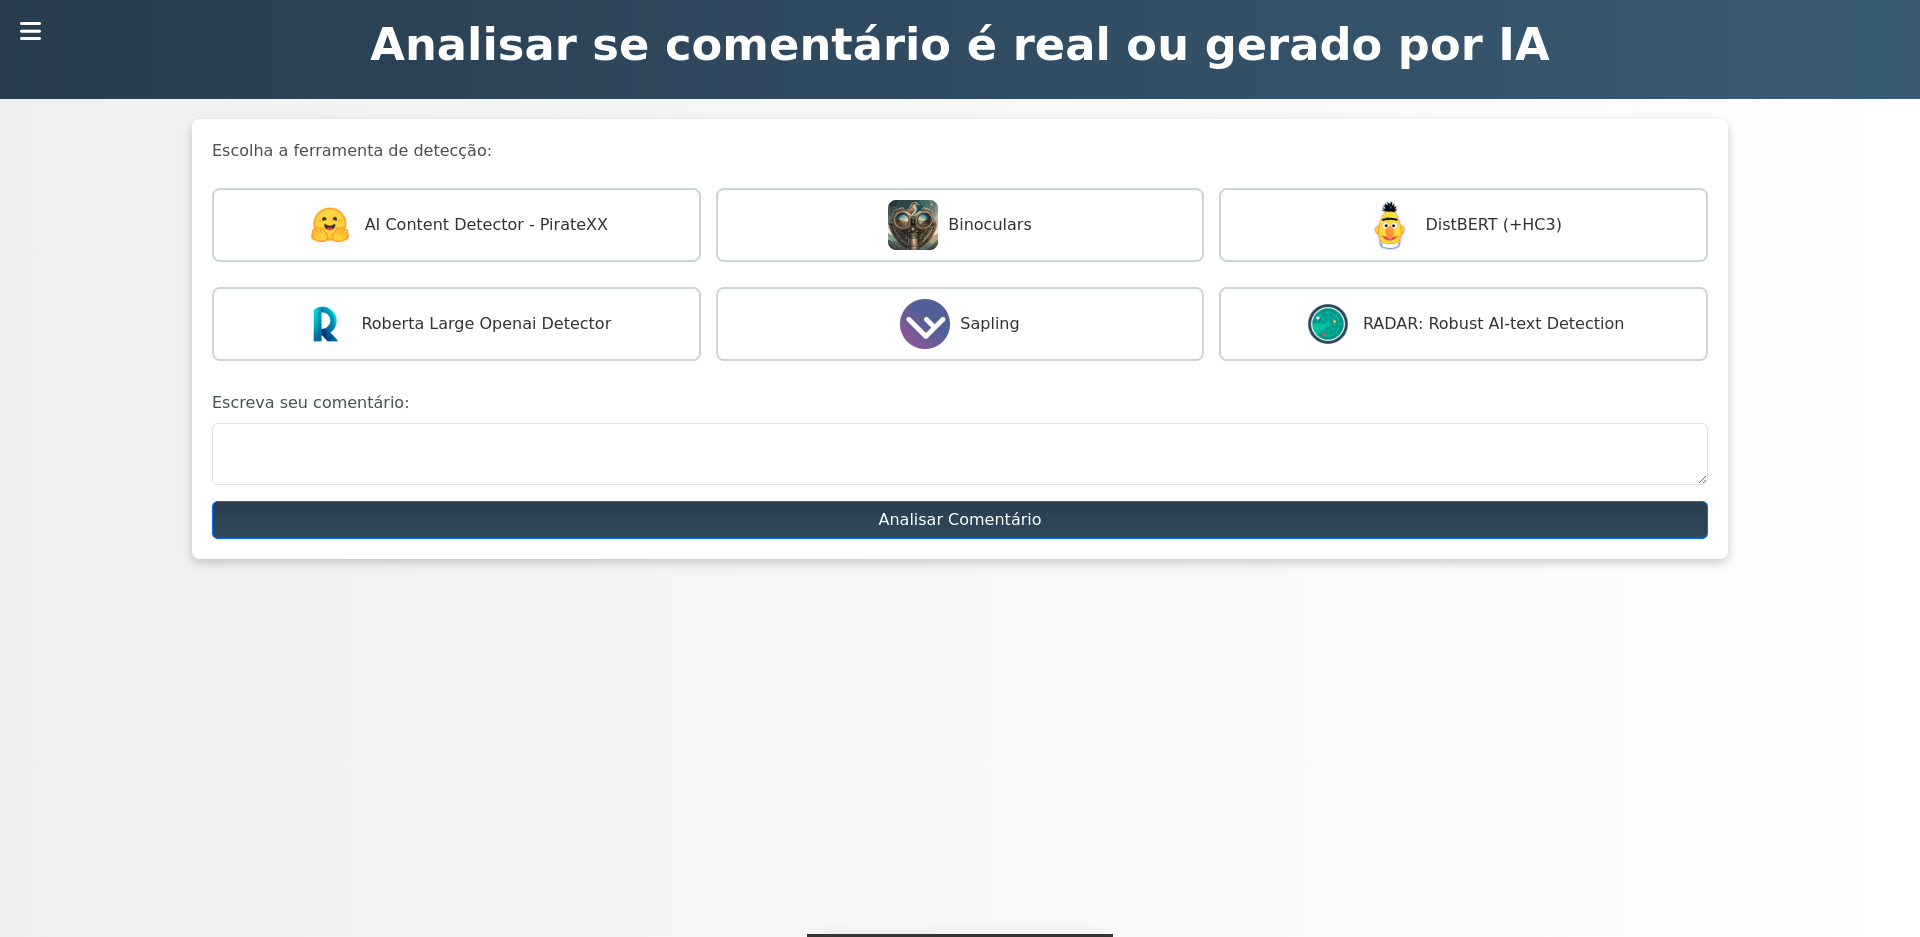 Analisar se comentário é real ou gerado por IA
Escolha a ferramenta de detecção:
AI Content Detector - PirateXX
Binoculars
DistBERT (+HC3)
Roberta Large Openai Detector
Sapling
RADAR: Robust AI-text Detection
Escreva seu comentário:
Analisar Comentário